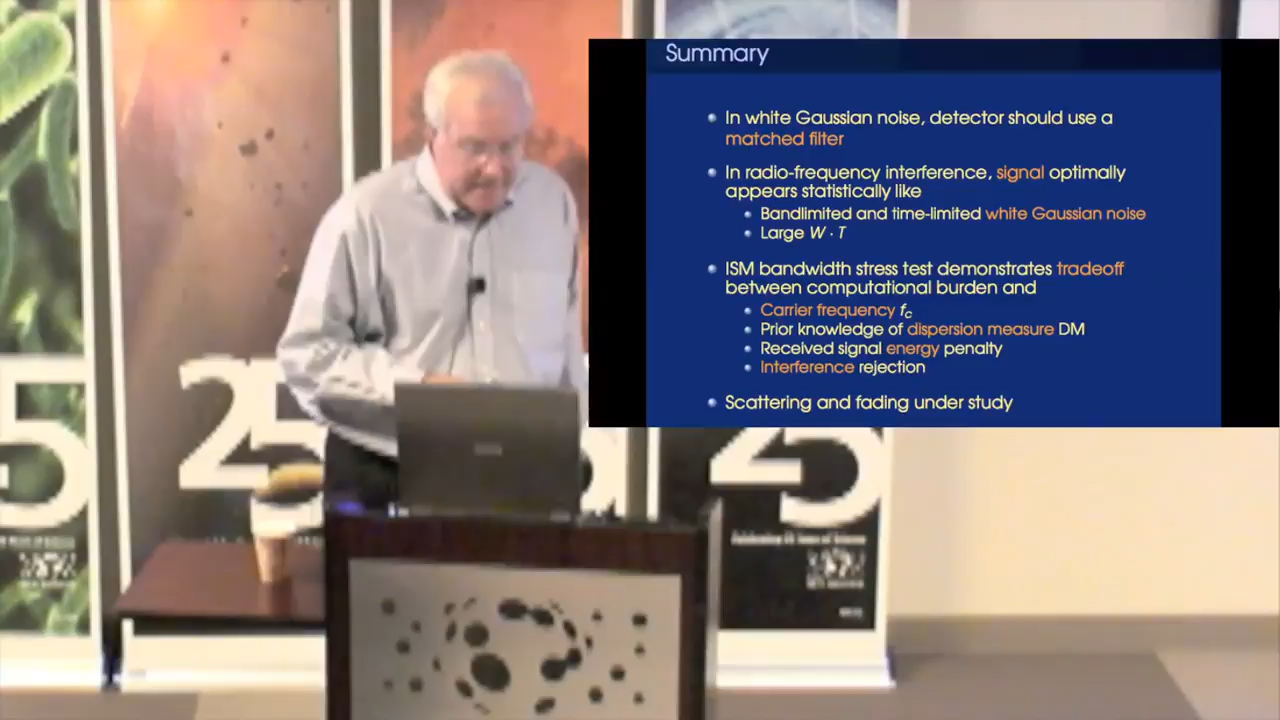 Summary
In white Gaussian noise, detector should use a
matched filter
In radio-frequency interference, signal optimally
appears statistically like
Bandlimited and time-limited white Gaussian noise
Large W · T
ISM bandwidth stress test demonstrates tradeoff
between computational burden and
Carrier frequency fc
Prior knowledge of dispersion measure DM
Received signal energy penalty
Interference rejection
Scattering and fading under study
5
25
25